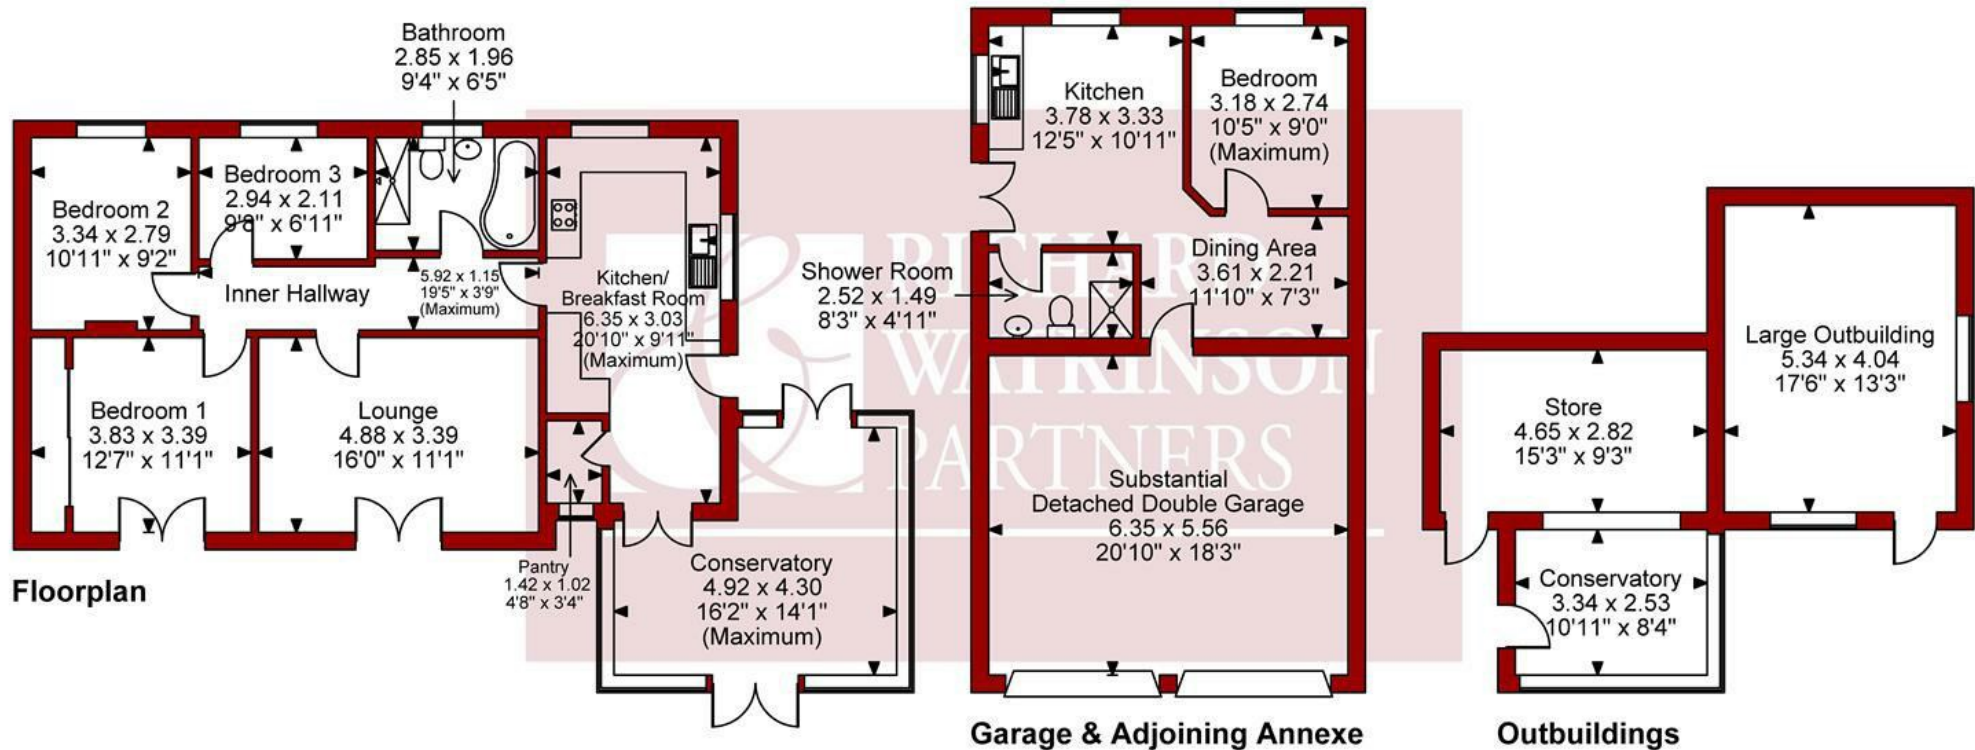 Bathroom
2.85 x 1.96
9'4" x 6'5"
Bedroom 2
3.34 x 2.79
10'11" x 9'2"
Bedroom 3
2.94 x 2.11
9'8" x 6'11"
Inner Hallway
5.92 x 1.15
19'5" x 3'9"
(Maximum)
Kitchen/
Breakfast Room
6.35 x 3.03
20'10" x 9'11"
(Maximum)
Bedroom 1
3.83 x 3.39
12'7" x 11'1"
Lounge
4.88 x 3.39
16'0" x 11'1"
Pantry
1.42 x 1.02
4'8" x 3'4"
Conservatory
4.92 x 4.30
16'2" x 14'1"
(Maximum)
Floorplan
Kitchen
3.78 x 3.33
12'5" x 10'11"
Bedroom
3.18 x 2.74
10'5" x 9'0"
(Maximum)
Shower Room
2.52 x 1.49
8'3" x 4'11"
Dining Area
3.61 x 2.21
11'10" x 7'3"
Substantial
Detached Double Garage
6.35 x 5.56
20'10" x 18'3"
Garage & Adjoining Annexe
Large Outbuilding
5.34 x 4.04
17'6" x 13'3"
Store
4.65 x 2.82
15'3" x 9'3"
Conservatory
3.34 x 2.53
10'11" x 8'4"
Outbuildings
RICHARD
WATKINSON
PARTNERS